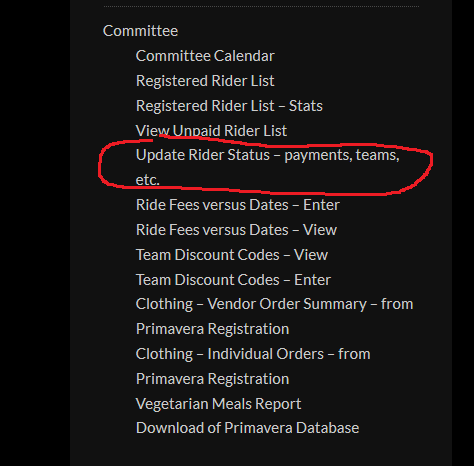 Committee
Committee Calendar
Registered Rider List
Registered Rider List – Stats
View Unpaid Rider List
Update Rider Status – payments, teams,
etc.
Ride Fees versus Dates – Enter
Ride Fees versus Dates – View
Team Discount Codes – View
Team Discount Codes – Enter
Clothing – Vendor Order Summary – from
Primavera Registration
Clothing – Individual Orders – from
Primavera Registration
Vegetarian Meals Report
Download of Primavera Database